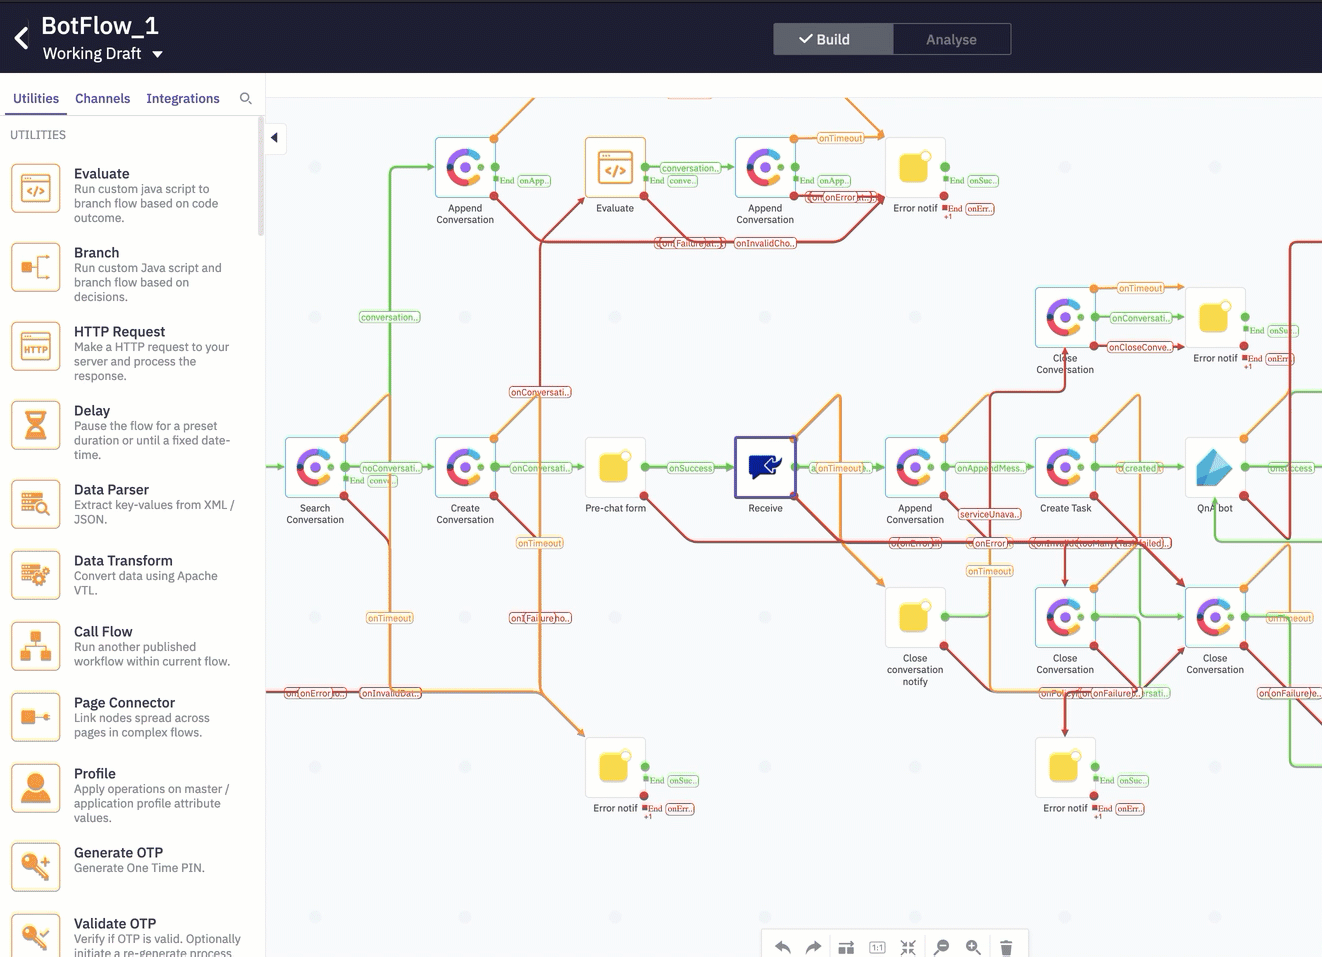 BotFlow_1
Working Draft
Build
Analyse
Utilities
Channels
Integrations
UTILITIES
Evaluate
Run custom java script to
branch flow based on code
outcome.
Branch
Run custom Java script and
branch flow based on
decisions.
HTTP
HTTP Request
Make a HTTP request to your
server and process the
response.
Delay
Pause the flow for a preset
duration or until a fixed date-
time.
Data Parser
Extract key-values from XML /
JSON.
Data Transform
Convert data using Apache
VTL.
Call Flow
Run another published
workflow within current flow.
Page Connector
Link nodes spread across
pages in complex flows.
Profile
Apply operations on master /
application profile attribute
values.
Generate OTP
Generate One Time PIN.
Validate OTP
Verify if OTP is valid. Optionally
initiate a re-generate process
End onApp..
Append
Conversation
conversation..
End conve..
Evaluate
onTimeout
End onApp..
Append
Conversation
End onSuc..
Error notif
End onErr..
+1
onInvalidCho..
conversation..
onTimeout
onConversati..
onCloseConve..
Close
Conversation
End onSu..
Error notif
End onErr
+1
onConversati..
noConversati..
End conve..
Search
Conversation
onConversati..
Create
Conversation
onSuccess
Pre-chat form
onTimeout
Receive
onAppendMess..
Append
Conversation
serviceUnava..
created
Create Task
onsuccess
QnA bot
onTimeout
onError
onTimeout
onTimeout
Close
conversation
notify
Close
Conversation
onTimeout
Close
Conversation
onInvalidDat..
End onSuc..
Error notif
End onErr..
+1
End onSuc..
Error notif
End onErr..
+1
1:1